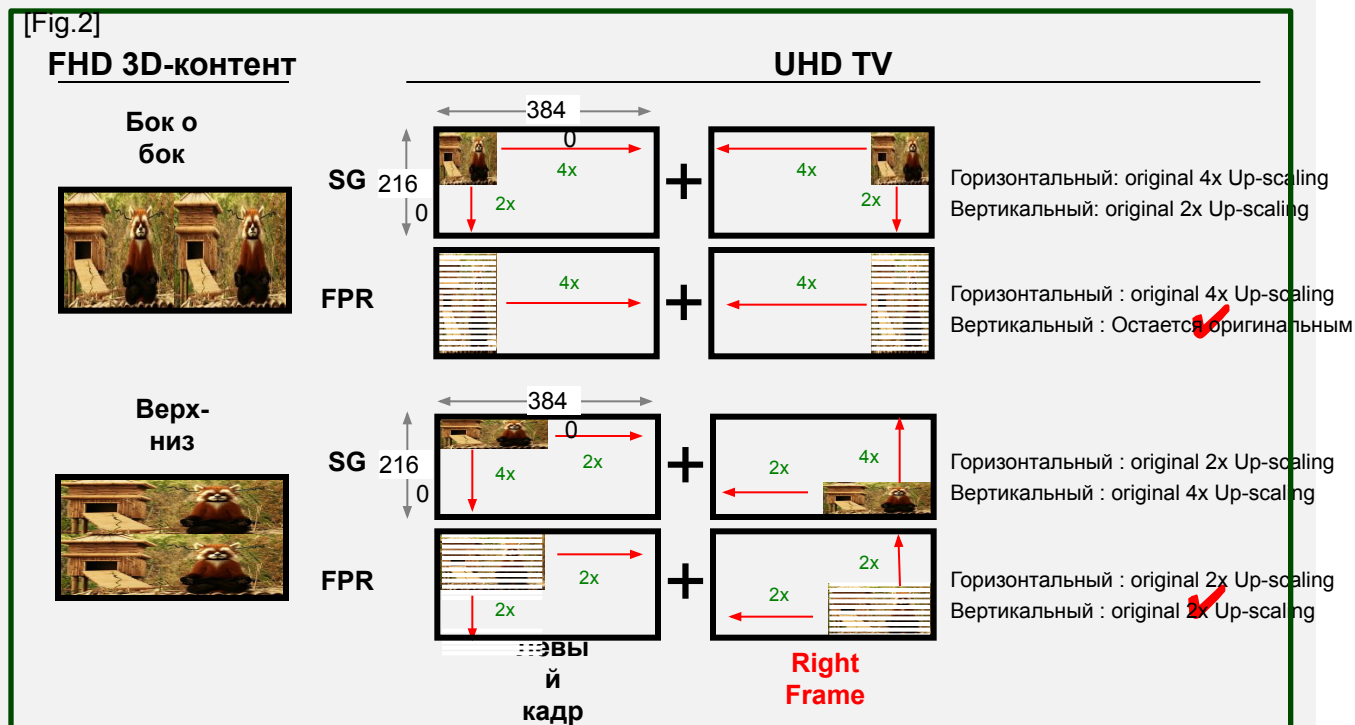 [Fig.2]
FHD 3D-контент
UHD TV
Бок о
бок
384
0
216
0
SG
4x
2x
4x
2x
Горизонтальный: original 4x Up-scaling
Вертикальный: original 2x Up-scaling
FPR
4x
4x
Горизонтальный : original 4x Up-scaling
Вертикальный : Остается оригинальным
Верх-
низ
384
0
216
0
SG
4x
2x
2x
4x
Горизонтальный : original 2x Up-scaling
Вертикальный : original 4x Up-scaling
FPR
2x
2x
2x
2x
Горизонтальный : original 2x Up-scaling
Вертикальный : original 2x Up-scaling
Левы
й
кадр
Right
Frame